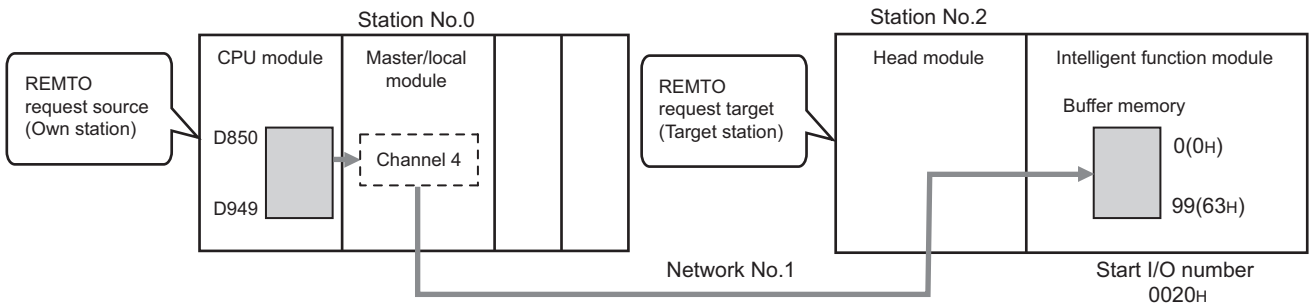 Station No.0
Station No.2
REMTO
request source
(Own station)
CPU module
Master/local
module
D850
D949
Channel 4
REMTO
request target
(Target station)
Head module
Intelligent function module
Buffer memory
0(0H)
99(63H)
Network No.1
Start I/O number
0020H